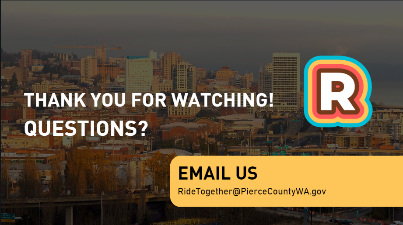 THANK YOU FOR WATCHING!
QUESTIONS?
R
EMAIL US
RideTogether@PierceCountyWA.gov